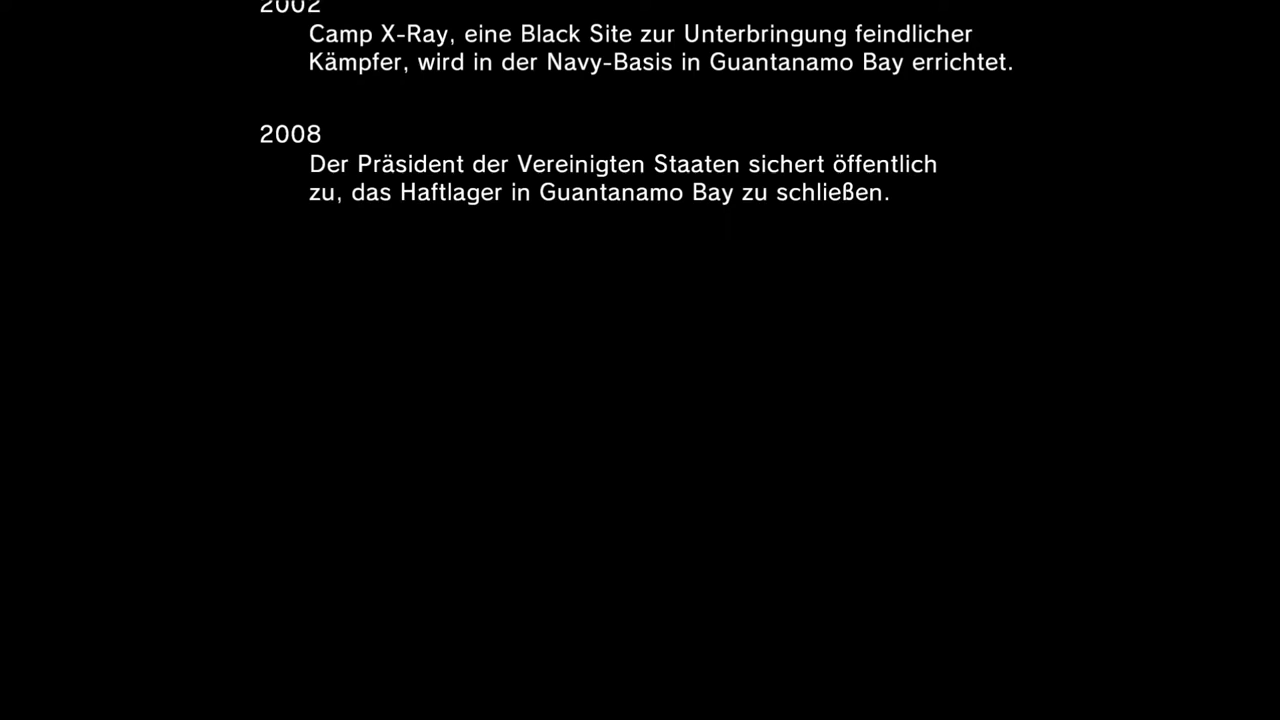 2002
Camp X-Ray, eine Black Site zur Unterbringung feindlicher
Kämpfer, wird in der Navy-Basis in Guantanamo Bay errichtet.
2008
Der Präsident der Vereinigten Staaten sichert öffentlich
zu, das Haftlager in Guantanamo Bay zu schließen.